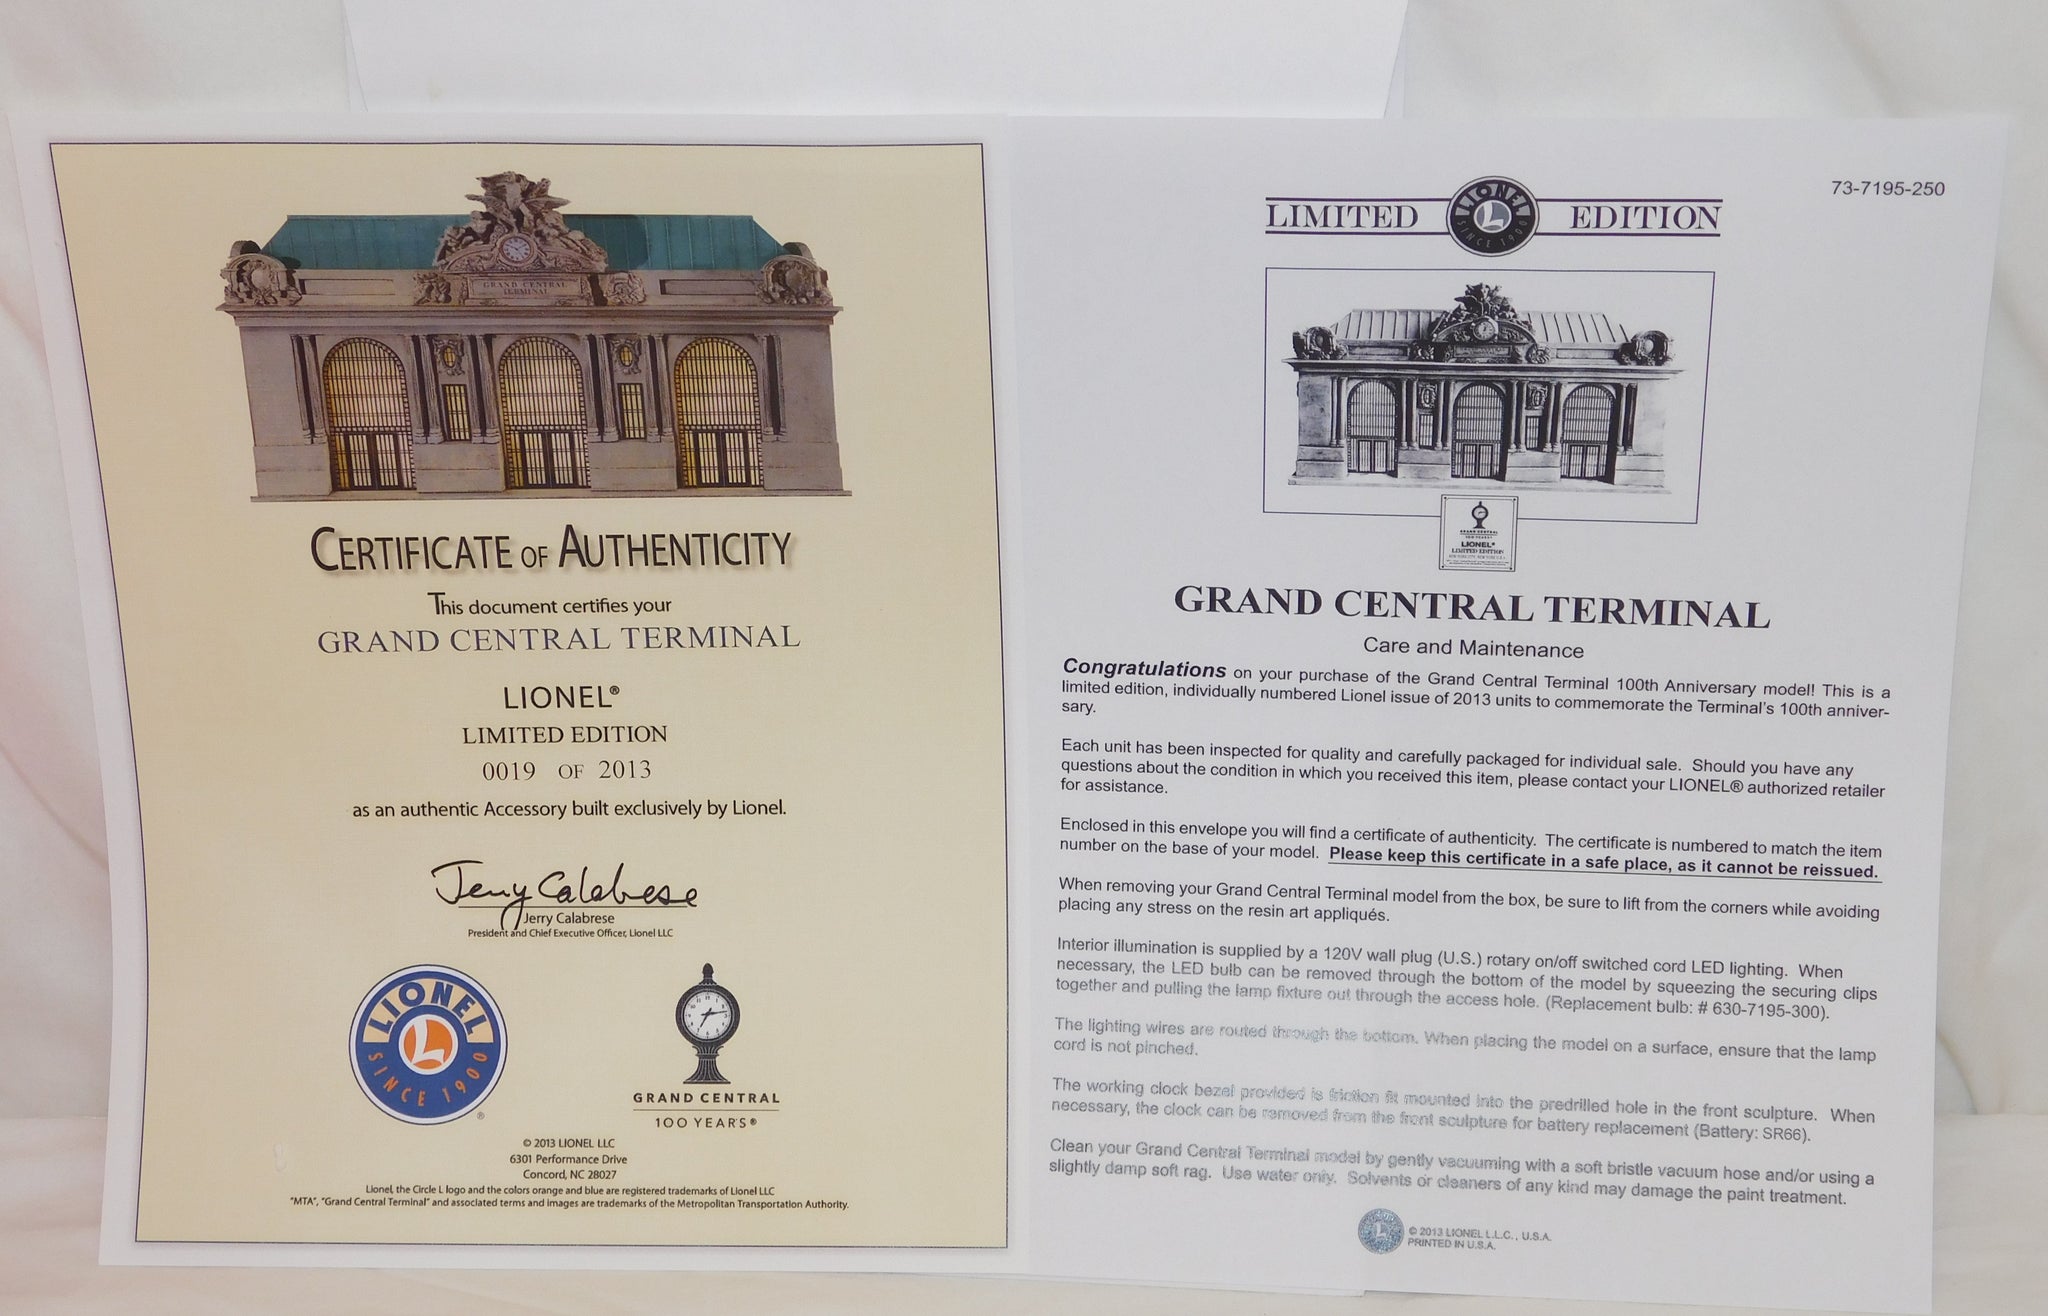 GRAND CENTRAL
TERMINAL
CERTIFICATE OF AUTHENTICITY
This document certifies your
GRAND CENTRAL TERMINAL
LIONEL®
LIMITED EDITION
0019 OF 2013
as an authentic Accessory built exclusively by Lionel.
Jerry Calabrese
Jerry Calabrese
President and Chief Executive Officer, Lionel LLC
LIONEL
L
SINCE 1900
®
GRAND CENTRAL
100 YEARS®
© 2013 LIONEL LLC
6301 Performance Drive
Concord, NC 28027
Lionel, the Circle L logo and the colors orange and blue are registered trademarks of Lionel LLC
"MTA", "Grand Central Terminal" and associated terms and images are trademarks of the Metropolitan Transportation Authority.
73-7195-250
LIMITED LIONEL L SINCE 1900 EDITION
GRAND CENTRAL
LIONEL®
LIMITED EDITION
GRAND CENTRAL TERMINAL
Care and Maintenance
Congratulations on your purchase of the Grand Central Terminal 100th Anniversary model! This is a
limited edition, individually numbered Lionel issue of 2013 units to commemorate the Terminal's 100th anniver-
sary.
Each unit has been inspected for quality and carefully packaged for individual sale. Should you have any
questions about the condition in which you received this item, please contact your LIONEL® authorized retailer
for assistance.
Enclosed in this envelope you will find a certificate of authenticity. The certificate is numbered to match the item
number on the base of your model. Please keep this certificate in a safe place, as it cannot be reissued.
When removing your Grand Central Terminal model from the box, be sure to lift from the corners while avoiding
placing any stress on the resin art appliqués.
Interior illumination is supplied by a 120V wall plug (U.S.) rotary on/off switched cord LED lighting. When
necessary, the LED bulb can be removed through the bottom of the model by squeezing the securing clips
together and pulling the lamp fixture out through the access hole. (Replacement bulb: # 630-7195-300).
The lighting wires are routed through the bottom. When placing the model on a surface, ensure that the lamp
cord is not pinched.
The working clock bezel provided is friction fit mounted into the predrilled hole in the front sculpture. When
necessary, the clock can be removed from the front sculpture for battery replacement (Battery: SR66).
Clean your Grand Central Terminal model by gently vacuuming with a soft bristle vacuum hose and/or using a
slightly damp soft rag. Use water only. Solvents or cleaners of any kind may damage the paint treatment.
L
© 2013 LIONEL L.L.C., U.S.A.
PRINTED IN U.S.A.